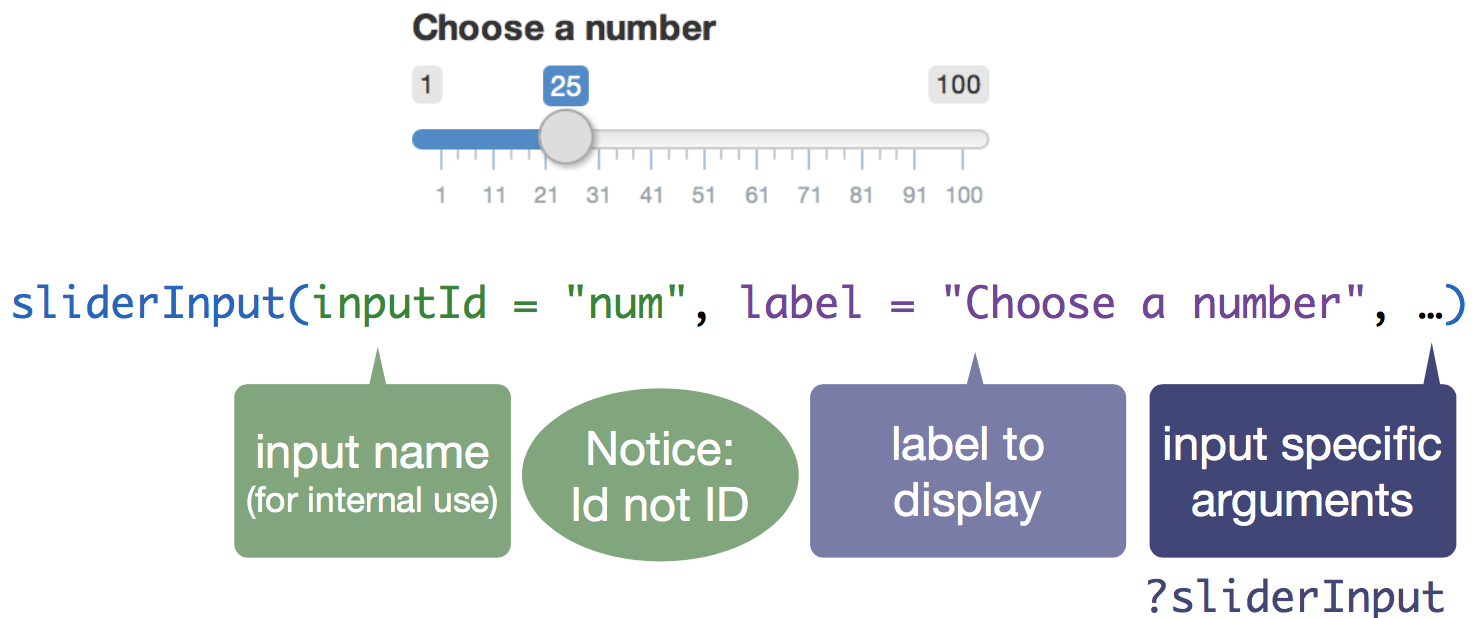 Choose a number
1 25 100
1 11 21 31 41 51 61 71 81 91 100
sliderInput(inputId = "num", label = "Choose a number", …)
input name
(for internal use)
Notice:
Id not ID
label to
display
input specific
arguments
?sliderInput